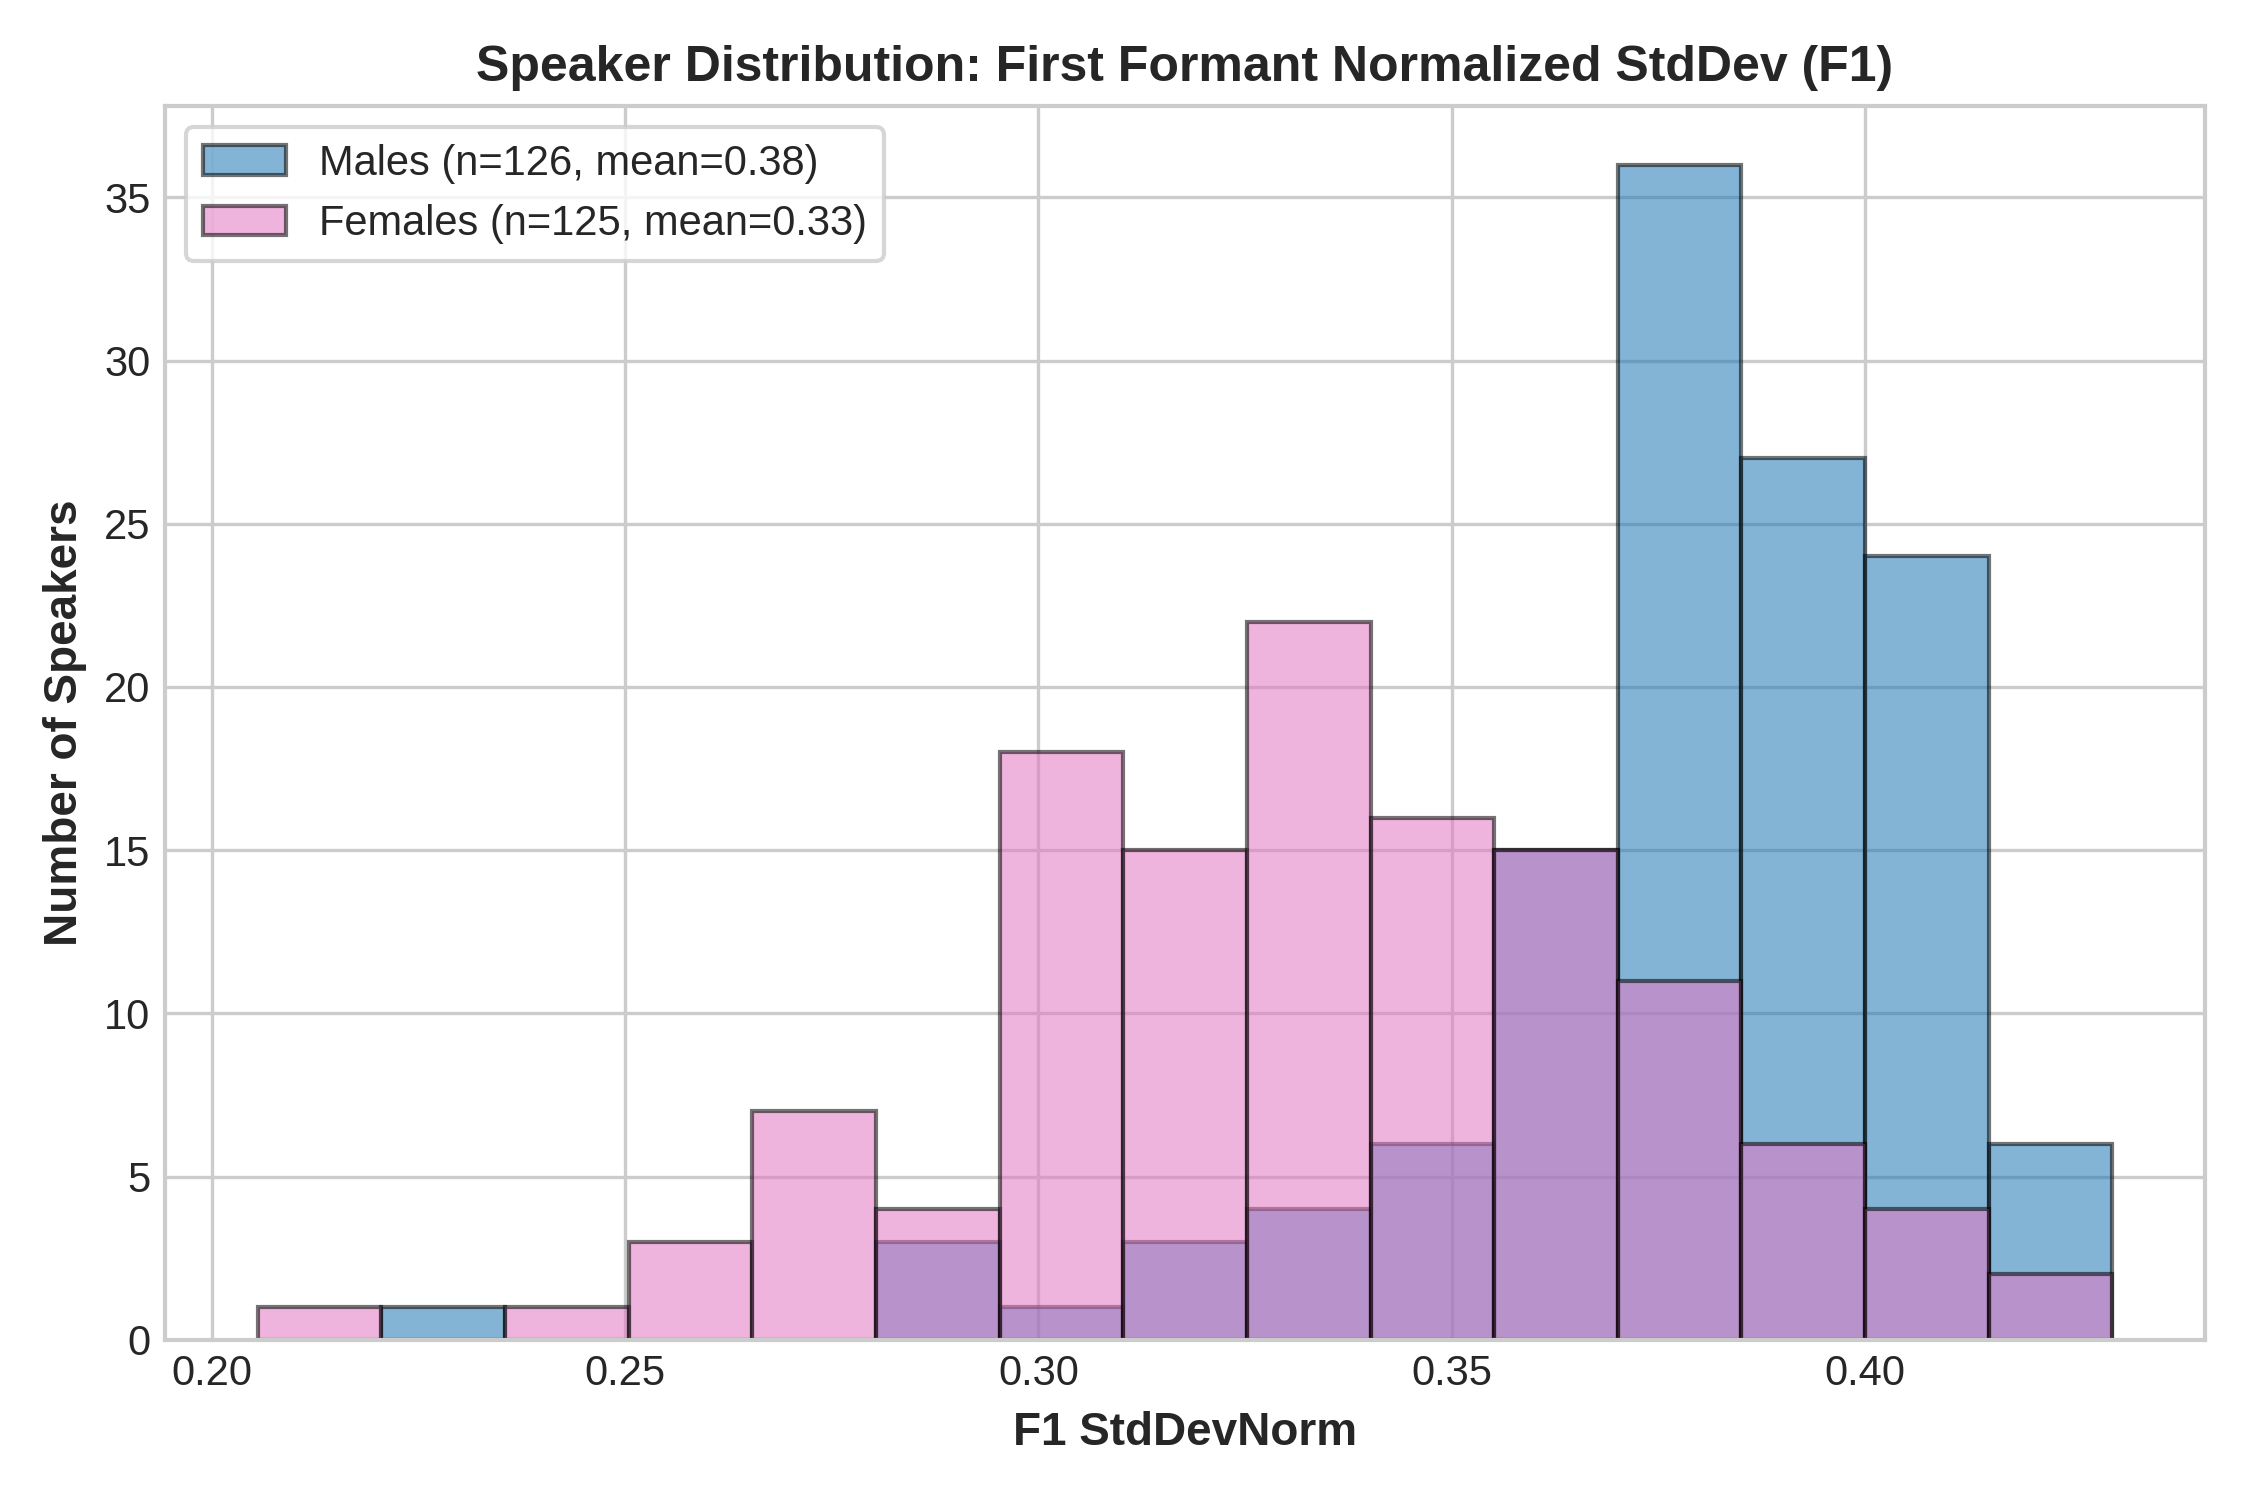 Speaker Distribution: First Formant Normalized StdDev (F1)
Males (n=126, mean=0.38)
Females (n=125, mean=0.33)
Number of Speakers
35
30
25
20
15
10
5
0
0.20 0.25 0.30 0.35 0.40
F1 StdDevNorm